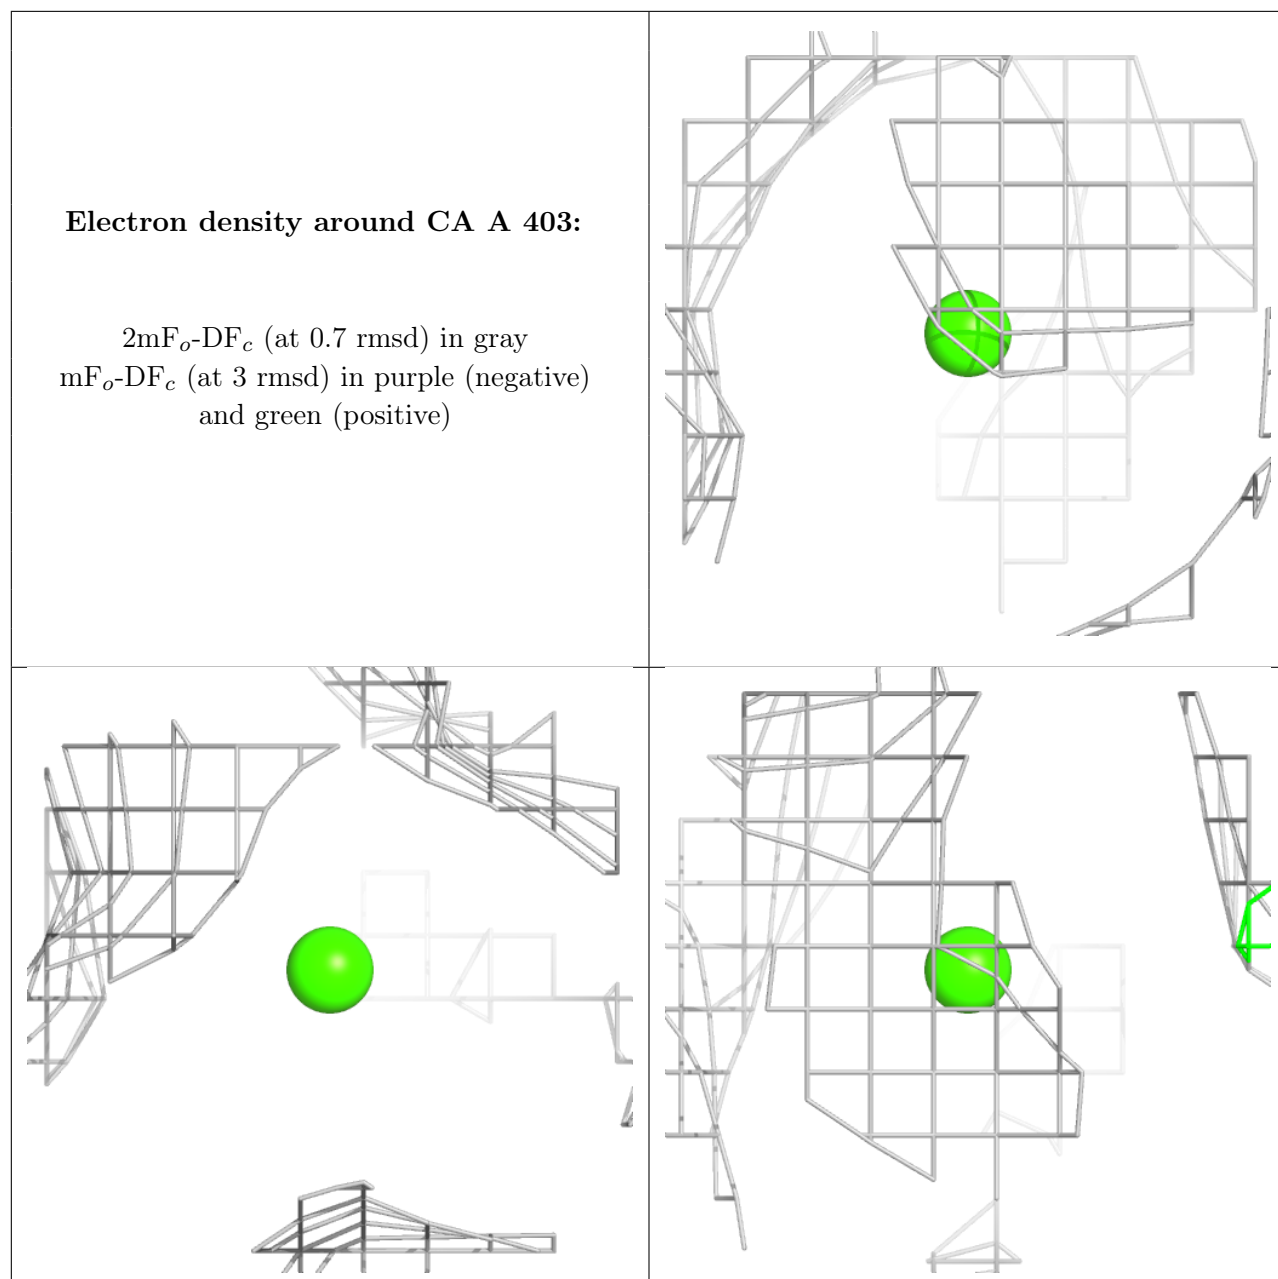 Electron density around CA A 403:
2mFo-DFc (at 0.7 rmsd) in gray
mFo-DFc (at 3 rmsd) in purple (negative)
and green (positive)